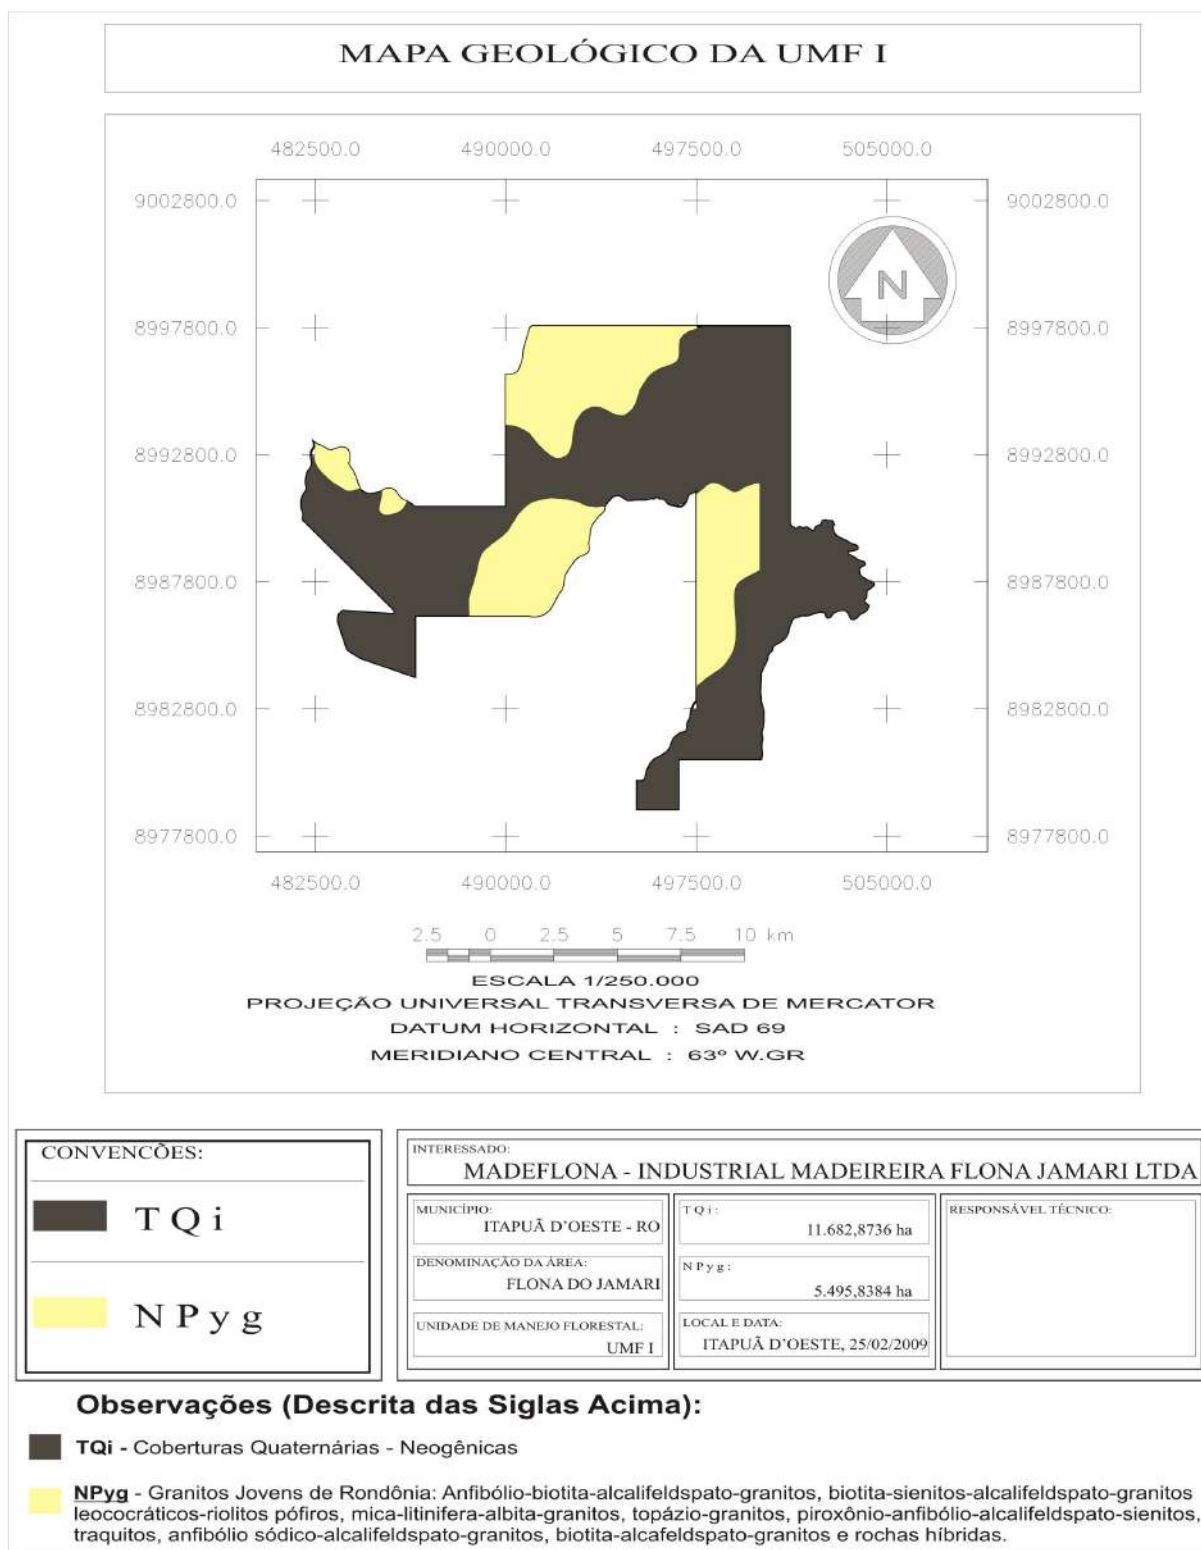 MAPA GEOLÓGICO DA UMF I
482500.0 490000.0 497500.0 505000.0
9002800.0 9002800.0
N
8997800.0 8997800.0
8992800.0 8992800.0
8987800.0 8987800.0
8982800.0 8982800.0
8977800.0 8977800.0
482500.0 490000.0 497500.0 505000.0
2.5 0 2.5 5 7.5 10 km
ESCALA 1/250.000
PROJEÇÃO UNIVERSAL TRANSVERSA DE MERCATOR
DATUM HORIZONTAL : SAD 69
MERIDIANO CENTRAL : 63º W.GR
CONVENCÕES:
T Q i
N P y g
INTERESSADO:
MADEFLONA - INDUSTRIAL MADEIREIRA FLONA JAMARI LTDA
MUNICÍPIO:
ITAPUÃ D'OESTE - RO
DENOMINAÇÃO DA ÁREA:
FLONA DO JAMARI
UNIDADE DE MANEJO FLORESTAL:
UMF I
T Q i :
11.682,8736 ha
N P y g :
5.495,8384 ha
LOCAL E DATA:
ITAPUÃ D'OESTE, 25/02/2009
RESPONSÁVEL TÉCNICO:
Observações (Descrita das Siglas Acima):
TQi - Coberturas Quaternárias - Neogênicas
NPyg - Granitos Jovens de Rondônia: Anfibólio-biotita-alcalifeldspato-granitos, biotita-sienitos-alcalifeldspato-granitos
leococráticos-riolitos pófiros, mica-litinifera-albita-granitos, topázio-granitos, piroxônio-anfibólio-alcalifeldspato-sienitos,
traquitos, anfibólio sódico-alcalifeldspato-granitos, biotita-alcafeldspato-granitos e rochas híbridas.